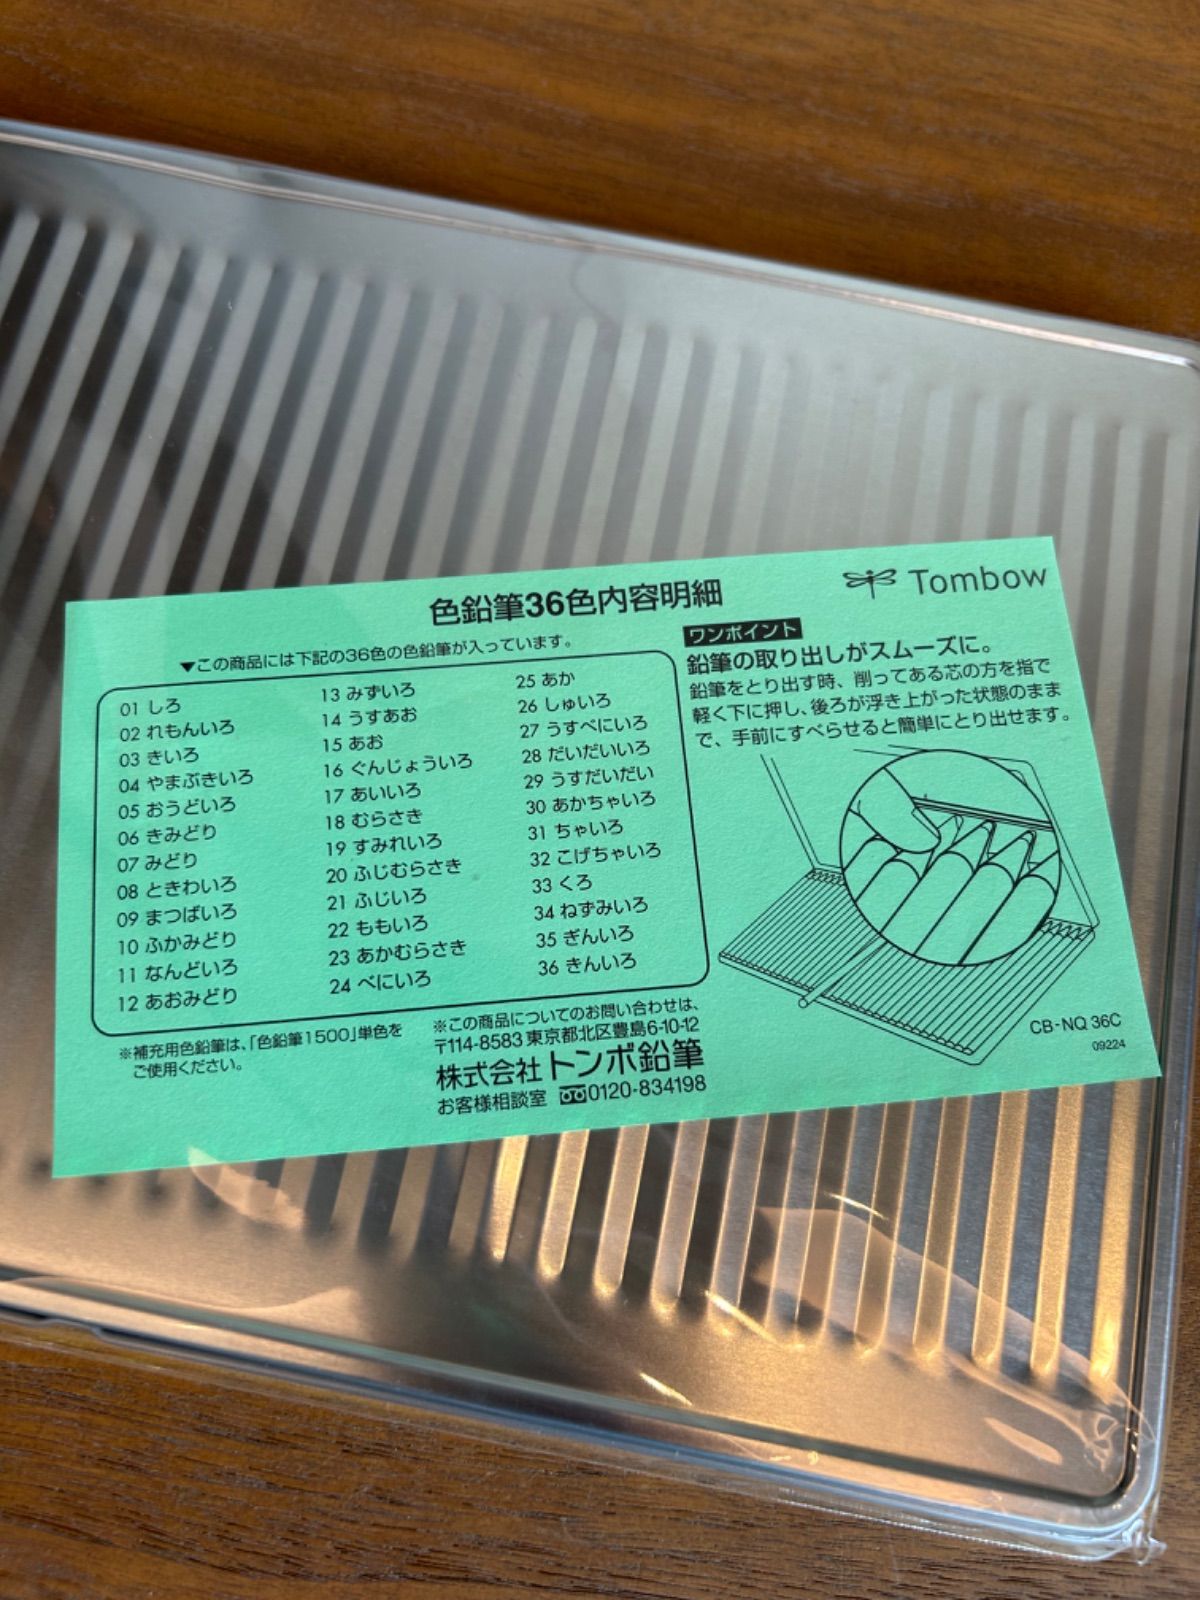 色鉛筆36色内容明細
▼この商品には下記の36色の色鉛筆が入っています。
01 しろ
02 れもんいろ
03 きいろ
04 やまぶきいろ
05 おうどいろ
06 きみどり
07 みどり
08 ときわいろ
09 まつばいろ
10 ふかみどり
11 なんどいろ
12 あおみどり
13 みずいろ
14 うすあお
15 あお
16 ぐんじょういろ
17 あいいろ
18 むらさき
19 すみれいろ
20 ふじむらさき
21 ふじいろ
22 ももいろ
23 あかむらさき
24 べにいろ
25 あか
26 しゅいろ
27 うすべにいろ
28 だいだいいろ
29 うすだいだい
30 あかちゃいろ
31 ちゃいろ
32 こげちゃいろ
33 くろ
34 ねずみいろ
35 ぎんいろ
36 きんいろ
※補充用色鉛筆は、「色鉛筆1500」単色を
ご使用ください。
※この商品についてのお問い合わせは、
〒114-8583 東京都北区豊島6-10-12
株式会社トンボ鉛筆
お客様相談室 0120-834198
Tombow
ワンポイント
鉛筆の取り出しがスムーズに。
鉛筆をとり出す時、削ってある芯の方を指で
軽く下に押し、後ろが浮き上がった状態のまま
で、手前にすべらせると簡単にとり出せます。
CB-NQ 36C
09224